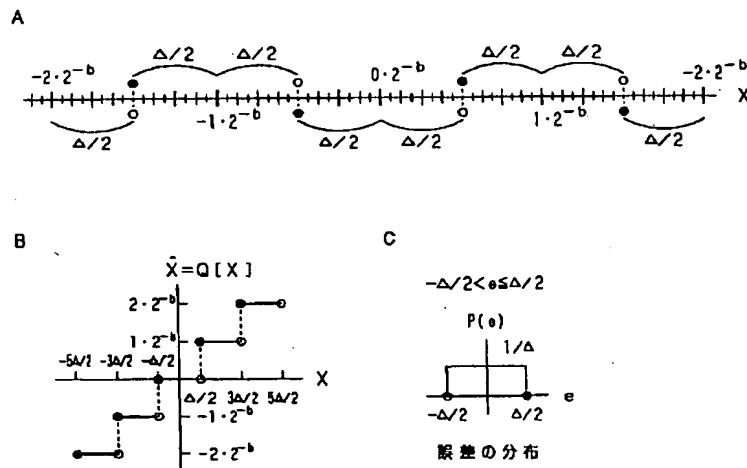 A
Δ/2 Δ/2 Δ/2 Δ/2
-2·2⁻ᵇ 0·2⁻ᵇ -2·2⁻ᵇ
-1·2⁻ᵇ 1·2⁻ᵇ X
Δ/2 Δ/2 Δ/2 Δ/2
B
X̄=Q[X]
2·2⁻ᵇ
1·2⁻ᵇ
-5Δ/2 -3Δ/2 -Δ/2
X
Δ/2 3Δ/2 5Δ/2
-1·2⁻ᵇ
-2·2⁻ᵇ
C
-Δ/2<e≦Δ/2
P(e)
1/Δ
e
-Δ/2 Δ/2
誤差の分布